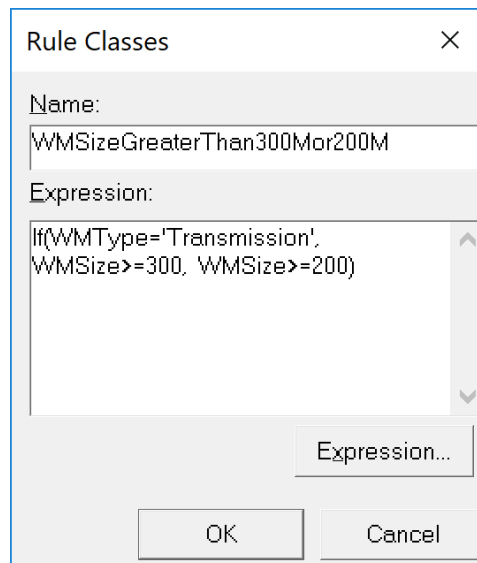 Rule Classes
Name:
WMSizeGreaterThan300Mor200M
Expression:
If(WMType='Transmission',
WMSize>=300, WMSize>=200)
Expression...
OK
Cancel